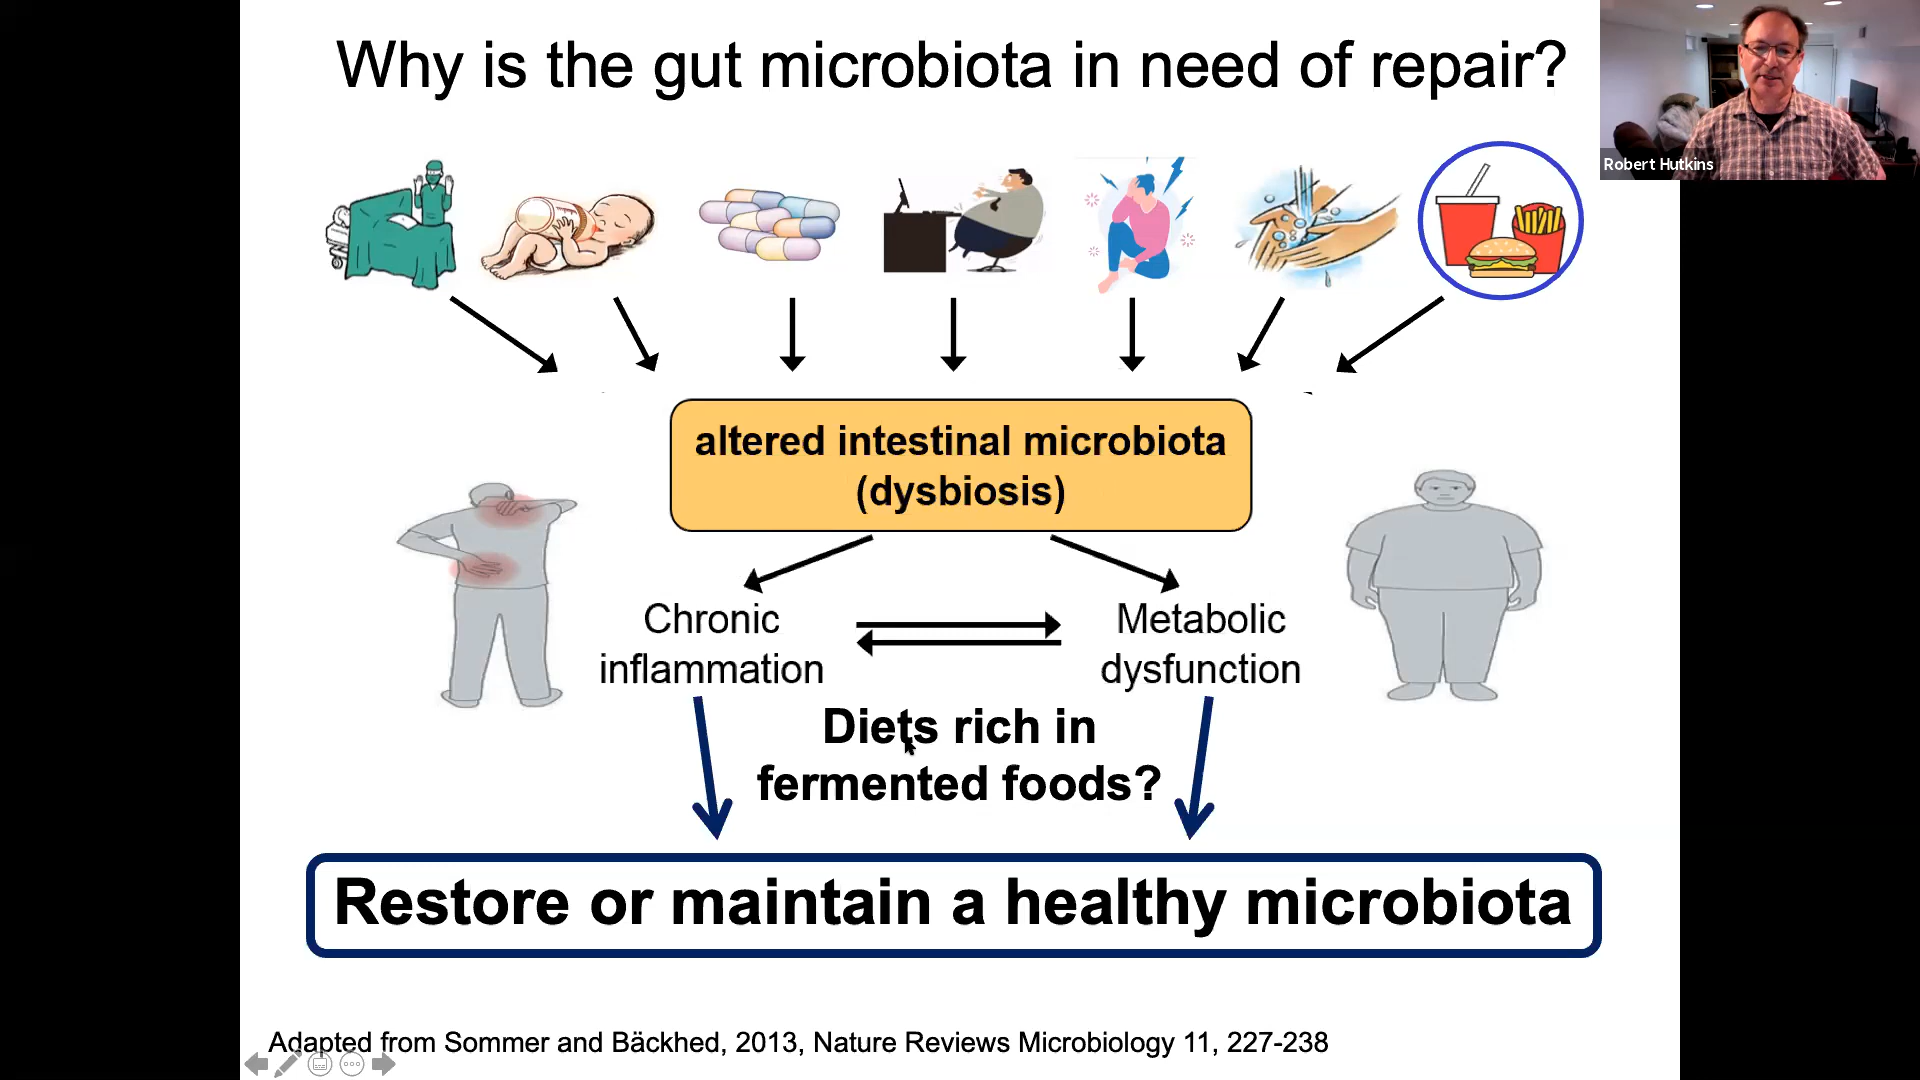 Why is the gut microbiota in need of repair?
Robert Hutkins
altered intestinal microbiota
(dysbiosis)
Chronic
inflammation
Metabolic
dysfunction
Diets rich in
fermented foods?
Restore or maintain a healthy microbiota
Adapted from Sommer and Bäckhed, 2013, Nature Reviews Microbiology 11, 227-238